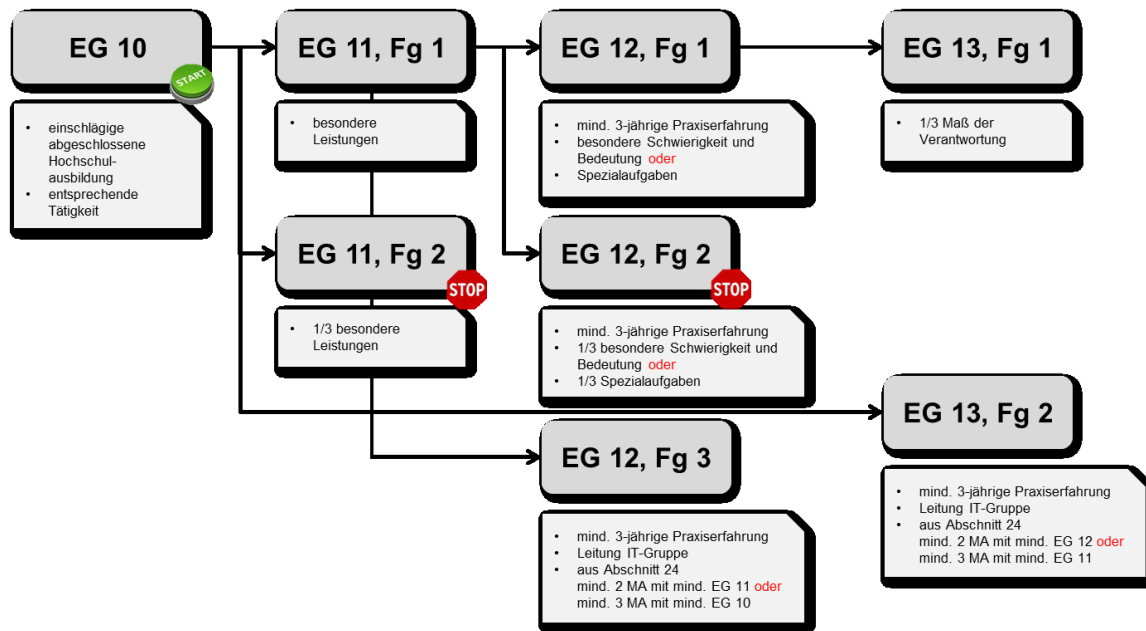 EG 10
START
• einschlägige
abgeschlossene
Hochschul-
ausbildung
• entsprechende
Tätigkeit
EG 11, Fg 1
• besondere
Leistungen
EG 12, Fg 1
• mind. 3-jährige Praxiserfahrung
• besondere Schwierigkeit und
Bedeutung oder
• Spezialaufgaben
EG 13, Fg 1
• 1/3 Maß der
Verantwortung
EG 11, Fg 2
STOP
• 1/3 besondere
Leistungen
EG 12, Fg 2
STOP
• mind. 3-jährige Praxiserfahrung
• 1/3 besondere Schwierigkeit und
Bedeutung oder
• 1/3 Spezialaufgaben
EG 13, Fg 2
• mind. 3-jährige Praxiserfahrung
• Leitung IT-Gruppe
• aus Abschnitt 24
mind. 2 MA mit mind. EG 12 oder
mind. 3 MA mit mind. EG 11
EG 12, Fg 3
• mind. 3-jährige Praxiserfahrung
• Leitung IT-Gruppe
• aus Abschnitt 24
mind. 2 MA mit mind. EG 11 oder
mind. 3 MA mit mind. EG 10